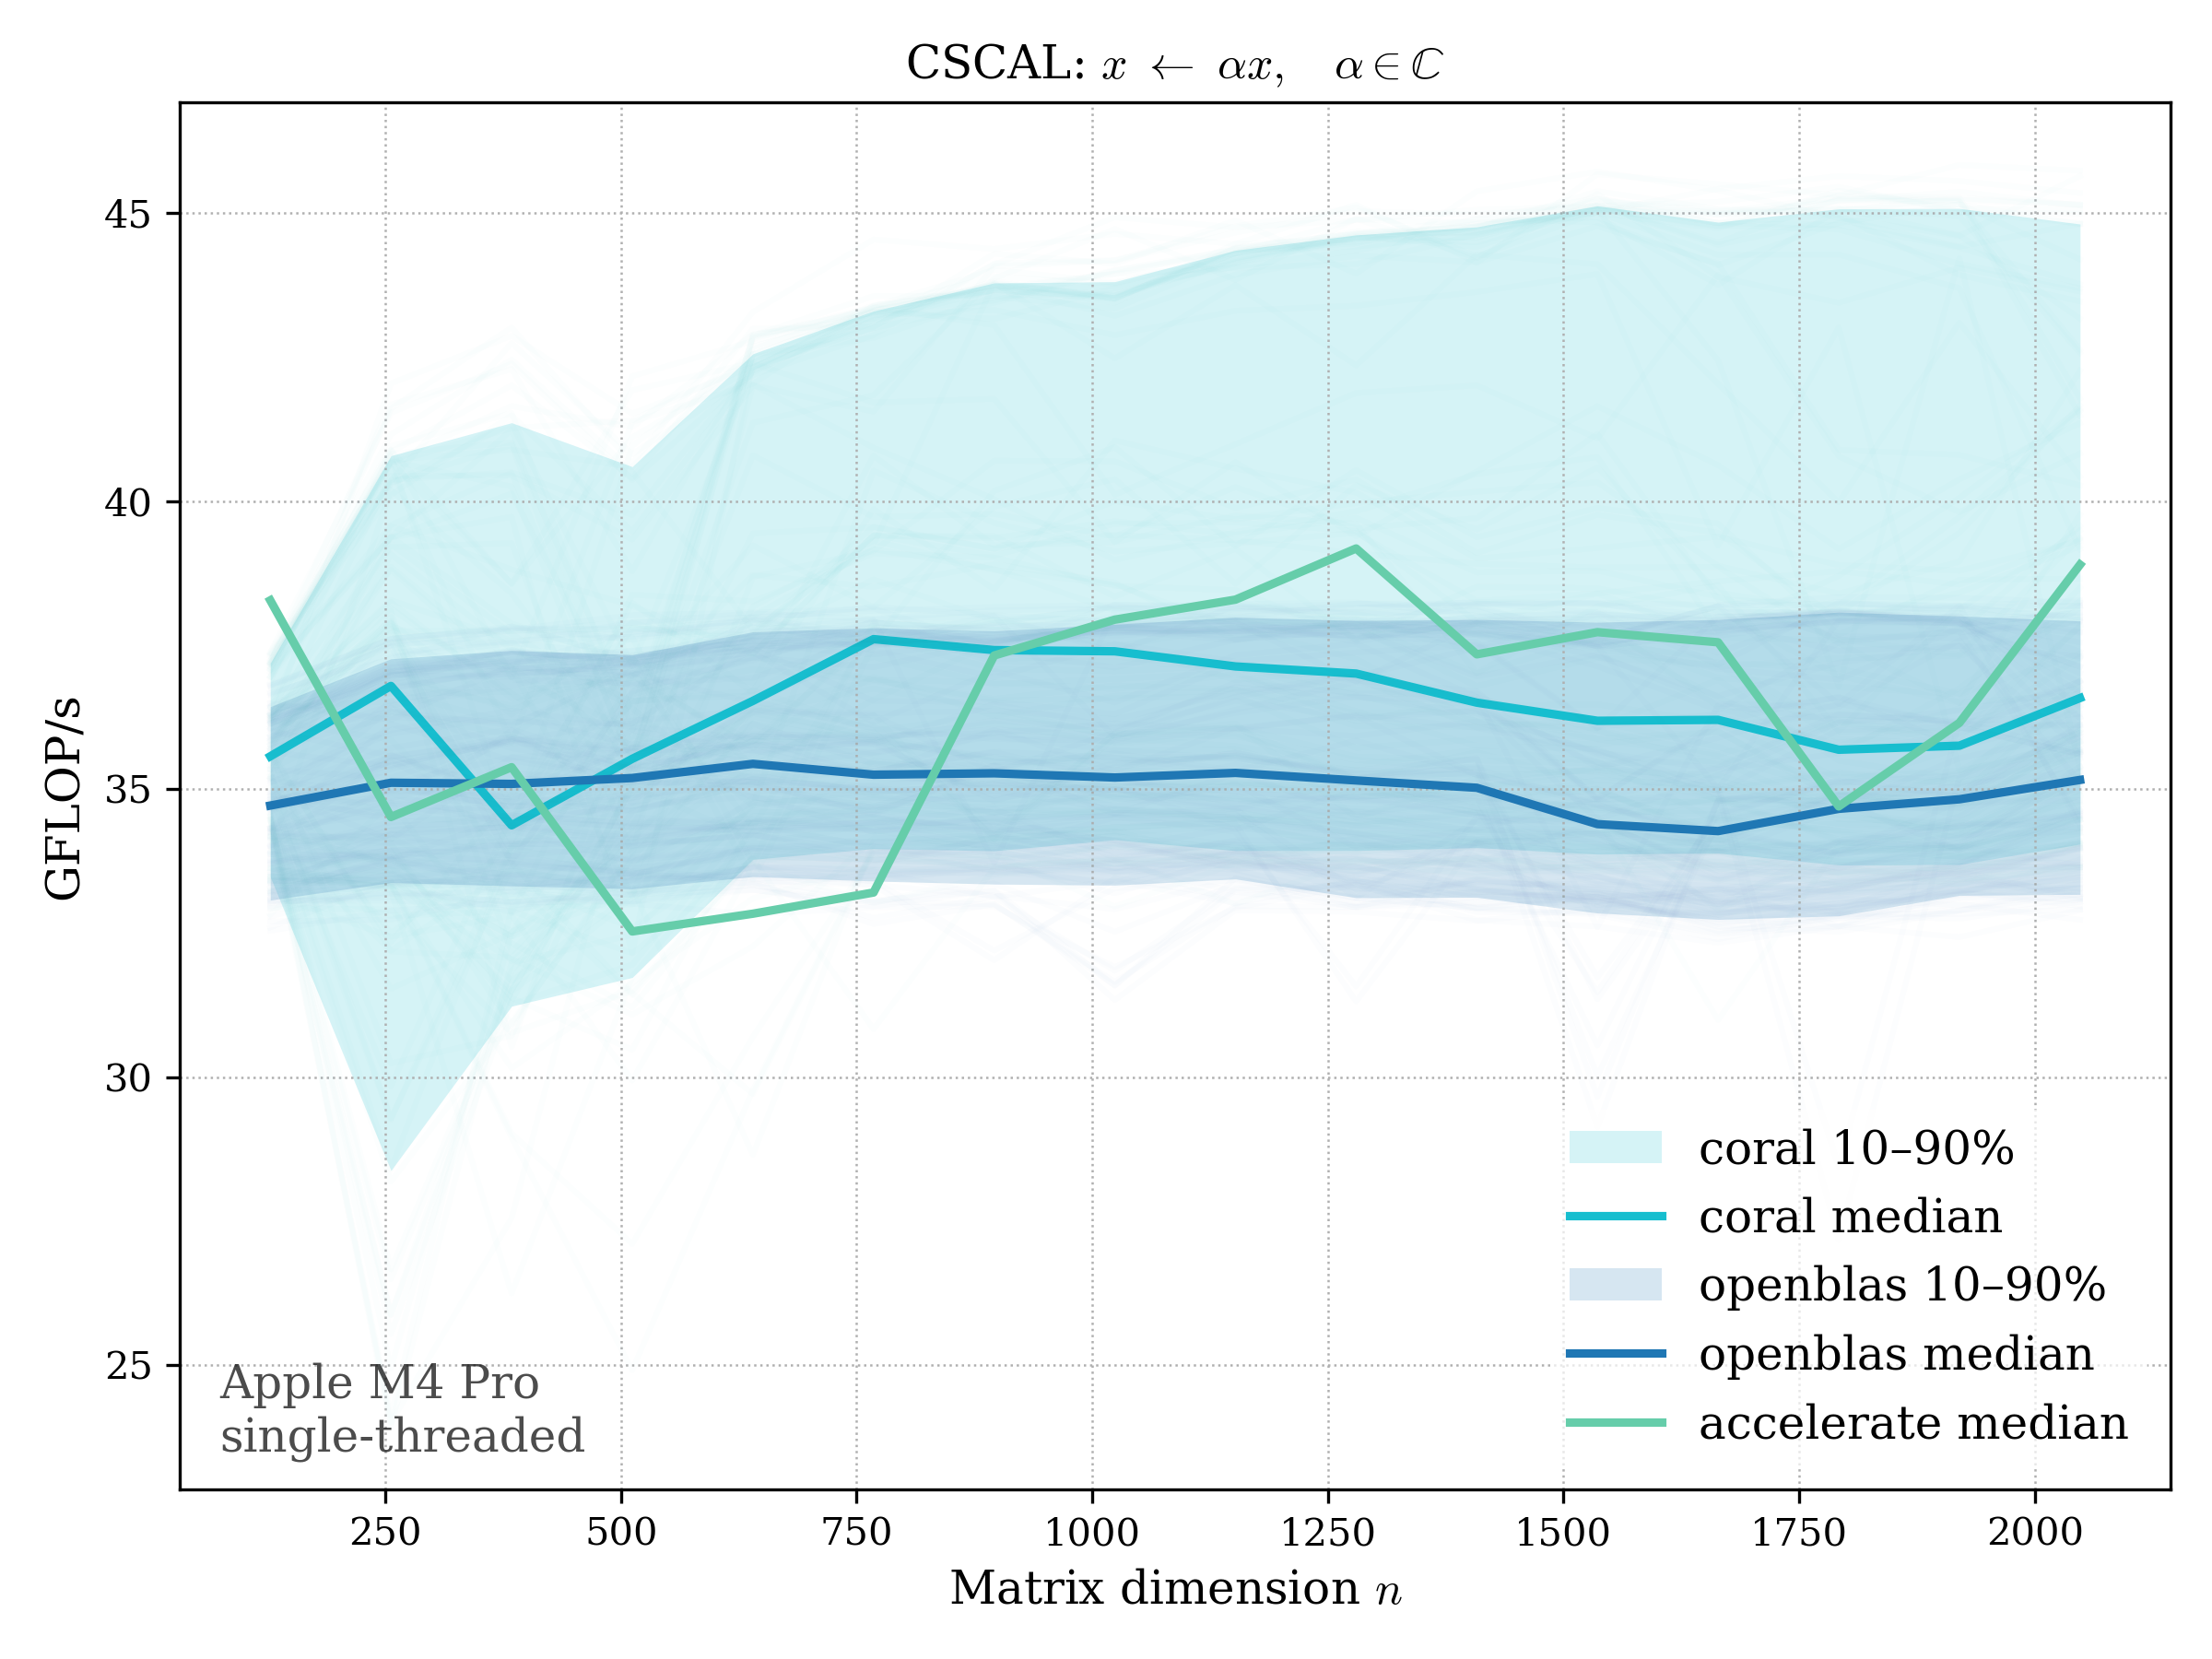 CSCAL: x ← αx, α ∈ ℂ
GFLOP/s
45
40
35
30
25
250 500 750 1000 1250 1500 1750 2000
Matrix dimension n
Apple M4 Pro
single-threaded
coral 10–90%
coral median
openblas 10–90%
openblas median
accelerate median